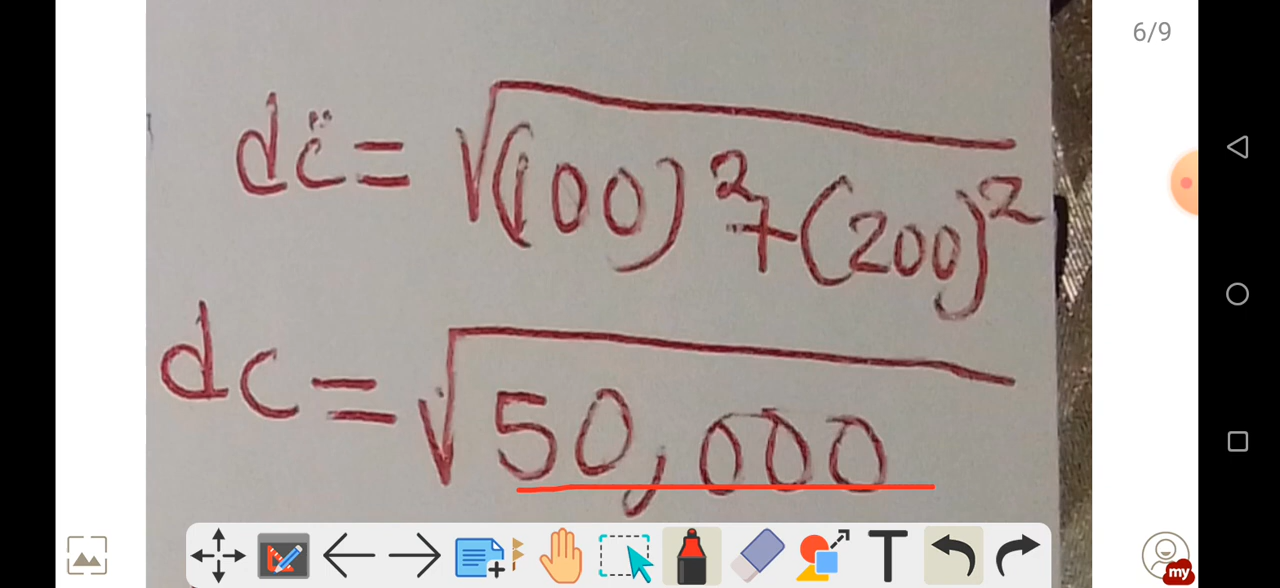 6/9
dc̈ = √(100)²+(200)²
dc = √50,000
T
my